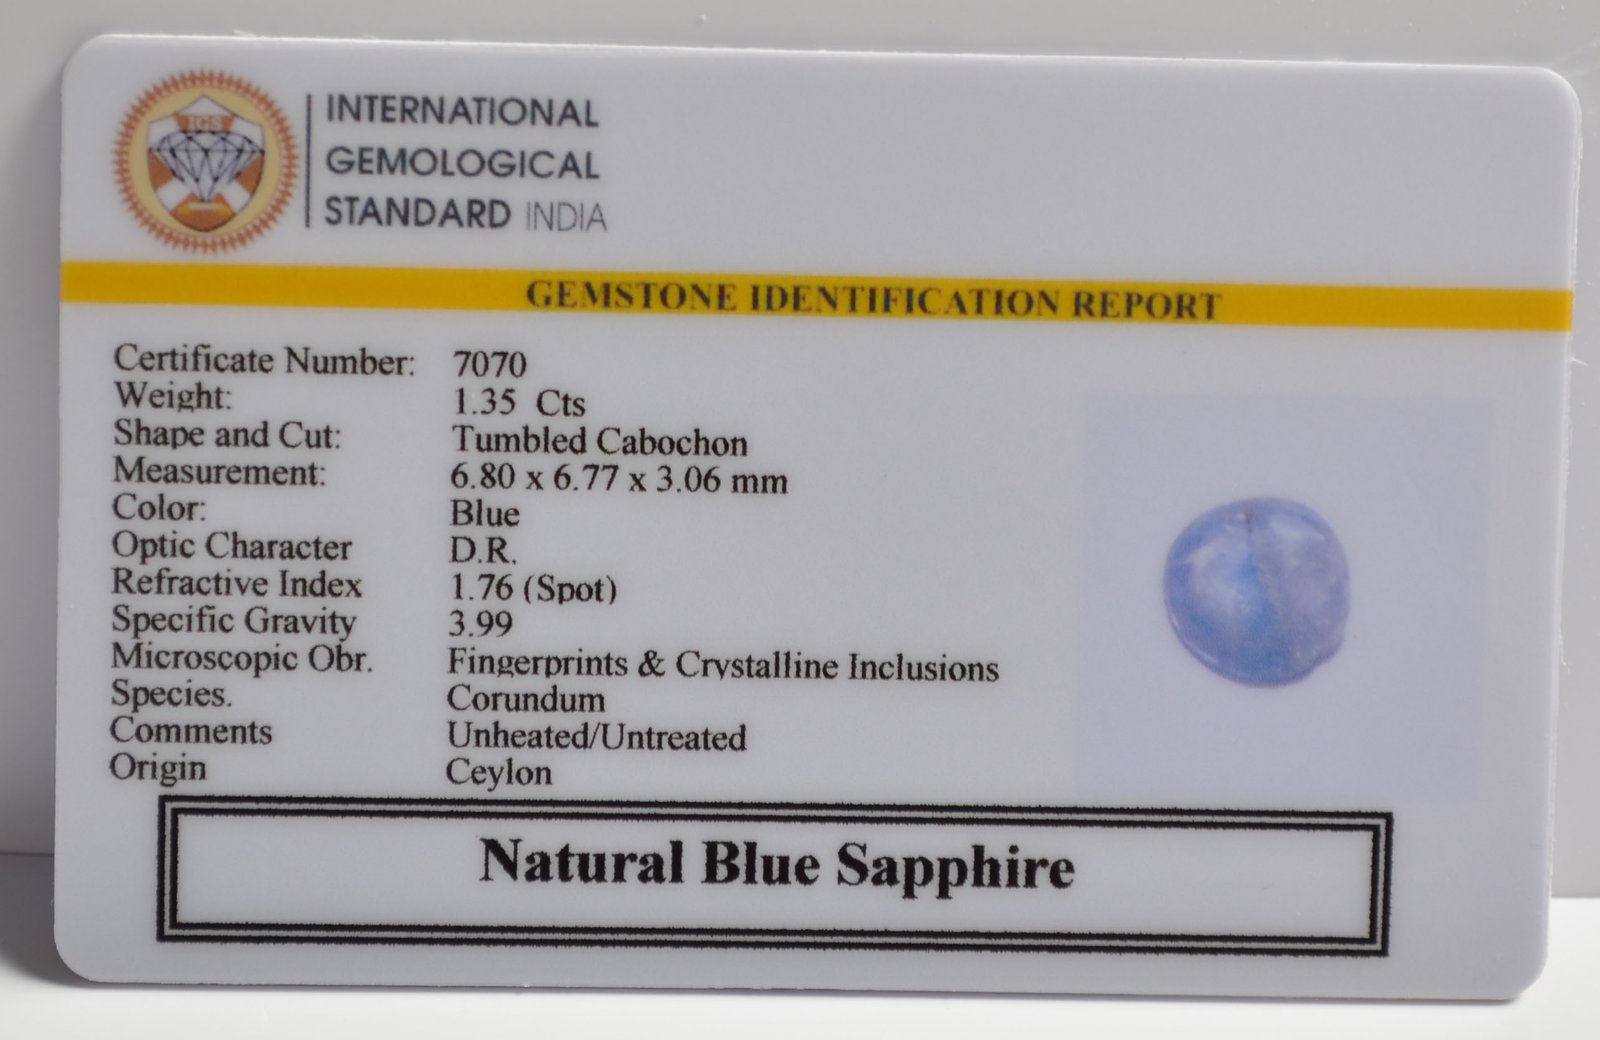 IGS
INTERNATIONAL
GEMOLOGICAL
STANDARD INDIA
GEMSTONE IDENTIFICATION REPORT
Certificate Number: 7070
Weight: 1.35 Cts
Shape and Cut: Tumbled Cabochon
Measurement: 6.80 x 6.77 x 3.06 mm
Color: Blue
Optic Character D.R.
Refractive Index 1.76 (Spot)
Specific Gravity 3.99
Microscopic Obr. Fingerprints & Crystalline Inclusions
Species. Corundum
Comments Unheated/Untreated
Origin Ceylon
Natural Blue Sapphire